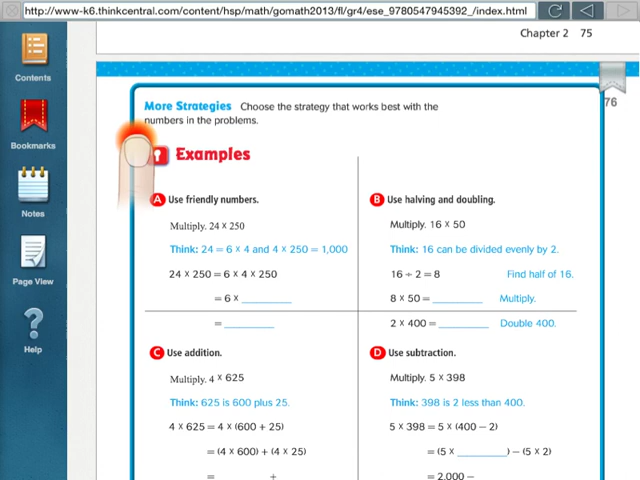 http://www-k6.thinkcentral.com/content/hsp/math/gomath2013/fl/gr4/ese_9780547945392_/index.html
Chapter 2 75
Contents
Bookmarks
Notes
Page View
?
Help
76
More Strategies Choose the strategy that works best with the
numbers in the problems.
Examples
A Use friendly numbers.
Multiply. 24 × 250
Think: 24 = 6 × 4 and 4 × 250 = 1,000
24 × 250 = 6 × 4 × 250
= 6 × ________
= ________
B Use halving and doubling.
Multiply. 16 × 50
Think: 16 can be divided evenly by 2.
16 ÷ 2 = 8 Find half of 16.
8 × 50 = ________ Multiply.
2 × 400 = ________ Double 400.
C Use addition.
Multiply. 4 × 625
Think: 625 is 600 plus 25.
4 × 625 = 4 × (600 + 25)
= (4 × 600) + (4 × 25)
= +
D Use subtraction.
Multiply. 5 × 398
Think: 398 is 2 less than 400.
5 × 398 = 5 × (400 − 2)
= (5 × ________) − (5 × 2)
= 2,000 −